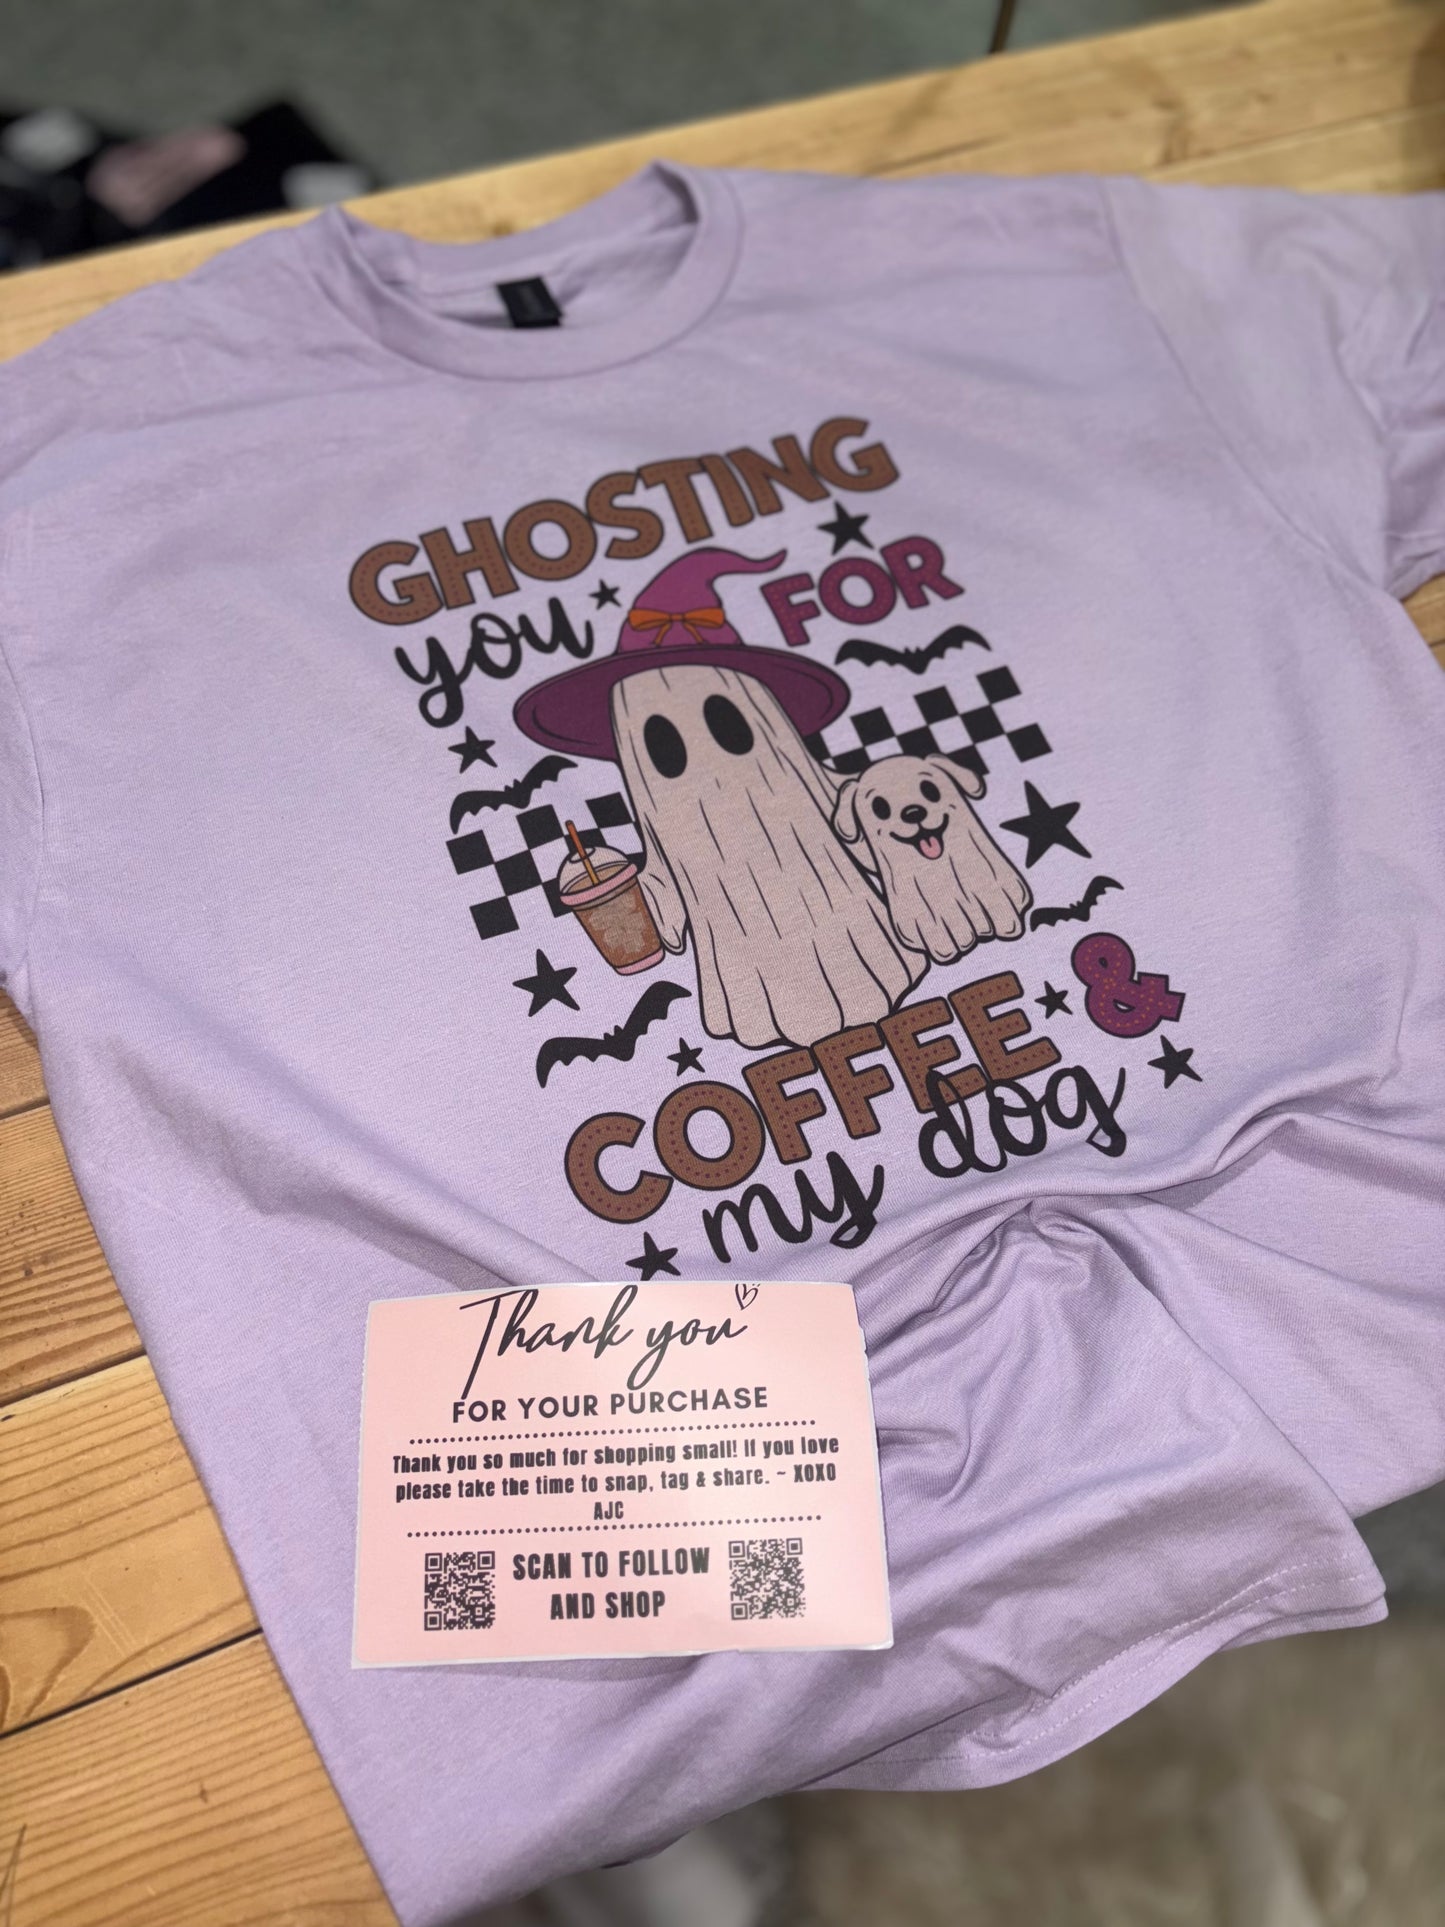 GHOSTING
you FOR
COFFEE &
my dog
Thank you
FOR YOUR PURCHASE
Thank you so much for shopping small! If you love
please take the time to snap, tag & share. ~ XOXO
AJC
SCAN TO FOLLOW
AND SHOP